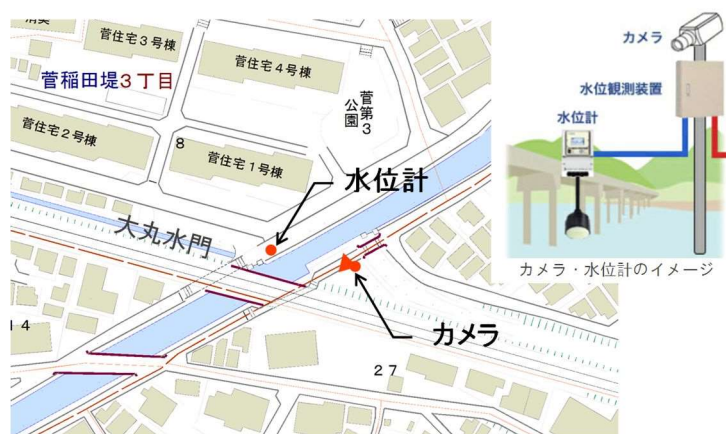 菅住宅3号棟
菅住宅4号棟
菅稲田堤3丁目
菅第3
公園
菅住宅2号棟
8
菅住宅1号棟
水位計
大丸水門
カメラ
14
27
カメラ
水位観測装置
水位計
カメラ・水位計のイメージ